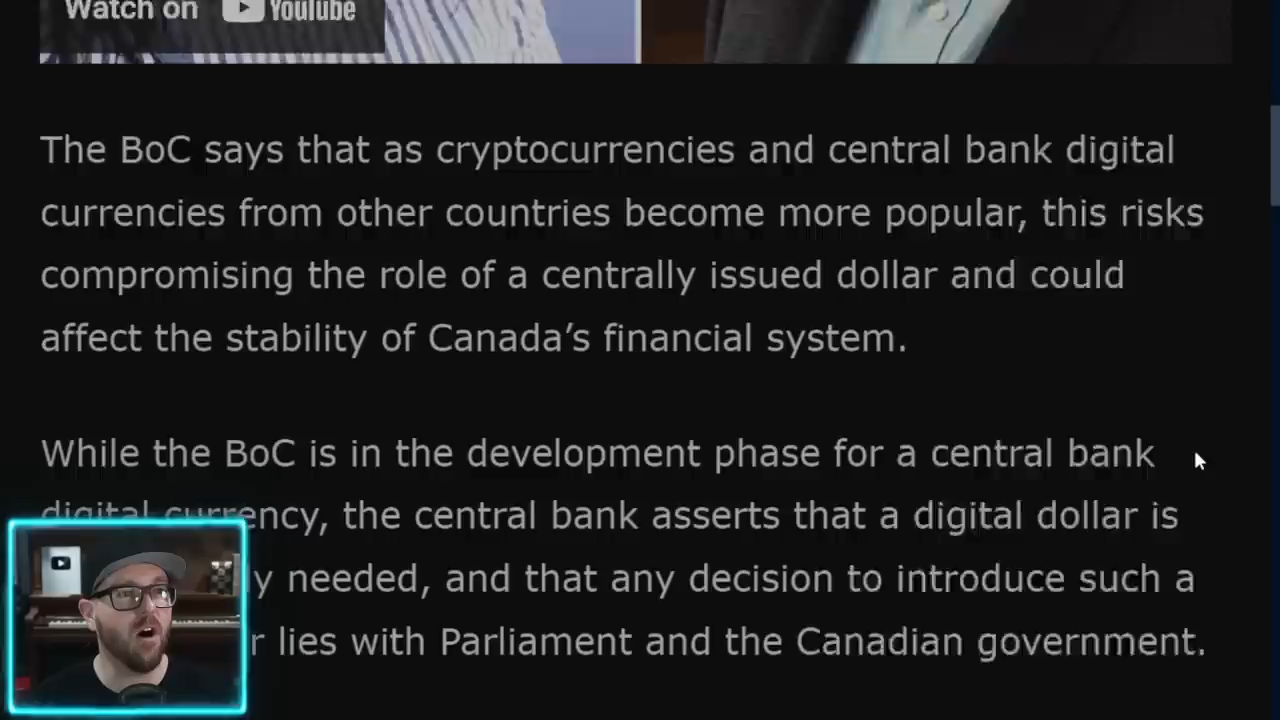 Watch on YouTube
The BoC says that as cryptocurrencies and central bank digital
currencies from other countries become more popular, this risks
compromising the role of a centrally issued dollar and could
affect the stability of Canada’s financial system.
While the BoC is in the development phase for a central bank
digital currency, the central bank asserts that a digital dollar is
needed, and that any decision to introduce such a
lies with Parliament and the Canadian government.